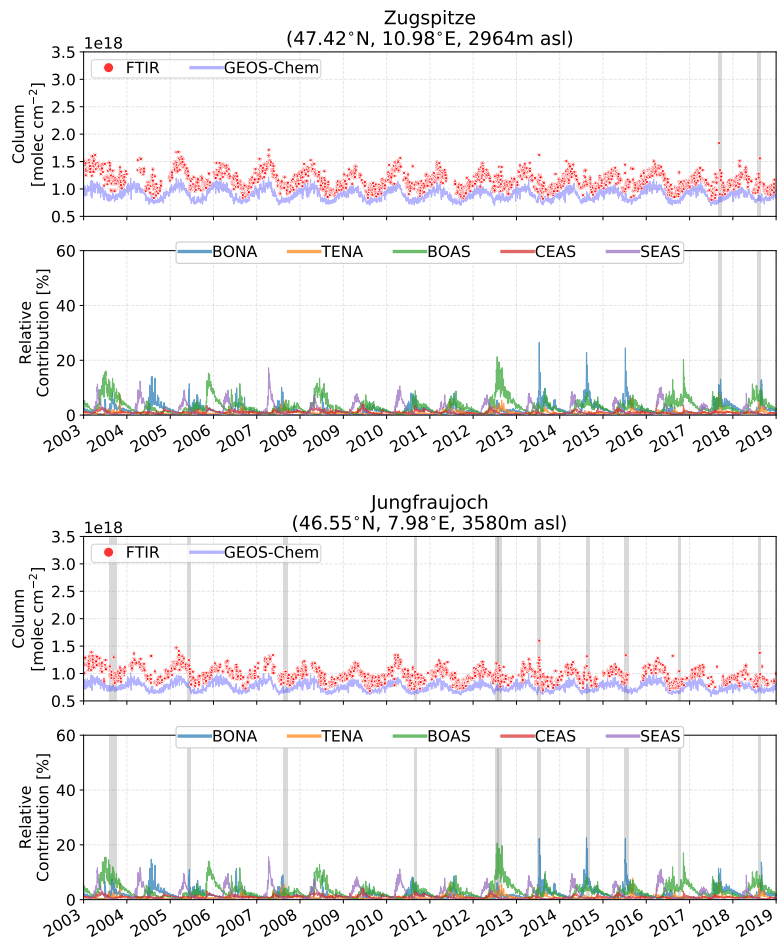 Zugspitze
(47.42°N, 10.98°E, 2964m asl)
1e18
3.5
3.0
2.5
2.0
1.5
1.0
0.5
Column
[molec cm−2]
FTIR GEOS-Chem
60
40
20
0
Relative
Contribution [%]
BONA TENA BOAS CEAS SEAS
2003 2004 2005 2006 2007 2008 2009 2010 2011 2012 2013 2014 2015 2016 2017 2018 2019
Jungfraujoch
(46.55°N, 7.98°E, 3580m asl)
1e18
3.5
3.0
2.5
2.0
1.5
1.0
0.5
Column
[molec cm−2]
FTIR GEOS-Chem
60
40
20
0
Relative
Contribution [%]
BONA TENA BOAS CEAS SEAS
2003 2004 2005 2006 2007 2008 2009 2010 2011 2012 2013 2014 2015 2016 2017 2018 2019